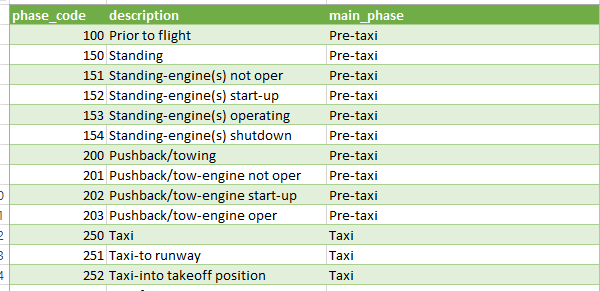 phase_code description main_phase
100 Prior to flight Pre-taxi
150 Standing Pre-taxi
151 Standing-engine(s) not oper Pre-taxi
152 Standing-engine(s) start-up Pre-taxi
153 Standing-engine(s) operating Pre-taxi
154 Standing-engine(s) shutdown Pre-taxi
200 Pushback/towing Pre-taxi
201 Pushback/tow-engine not oper Pre-taxi
202 Pushback/tow-engine start-up Pre-taxi
203 Pushback/tow-engine oper Pre-taxi
250 Taxi Taxi
251 Taxi-to runway Taxi
252 Taxi-into takeoff position Taxi